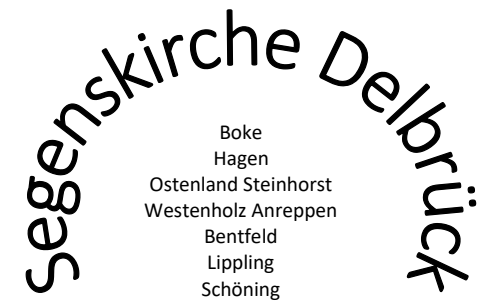 Segenskirche Delbrück
Boke
Hagen
Ostenland Steinhorst
Westenholz Anreppen
Bentfeld
Lippling
Schöning